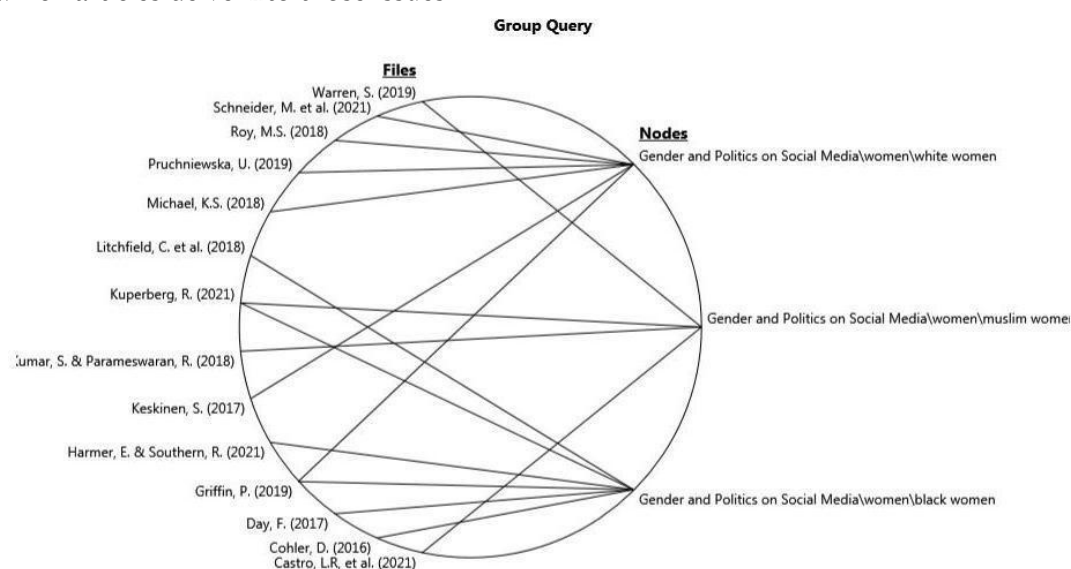 Group Query
Files
Warren, S. (2019)
Schneider, M. et al. (2021)
Roy, M.S. (2018)
Pruchniewska, U. (2019)
Michael, K.S. (2018)
Litchfield, C. et al. (2018)
Kuperberg, R. (2021)
umar, S. & Parameswaran, R. (2018)
Keskinen, S. (2017)
Harmer, E. & Southern, R. (2021)
Griffin, P. (2019)
Day, F. (2017)
Cohler, D. (2016)
Castro, L.R, et al. (2021)
Nodes
Gender and Politics on Social Media\women\white women
Gender and Politics on Social Media\women\muslim wome
Gender and Politics on Social Media\women\black women